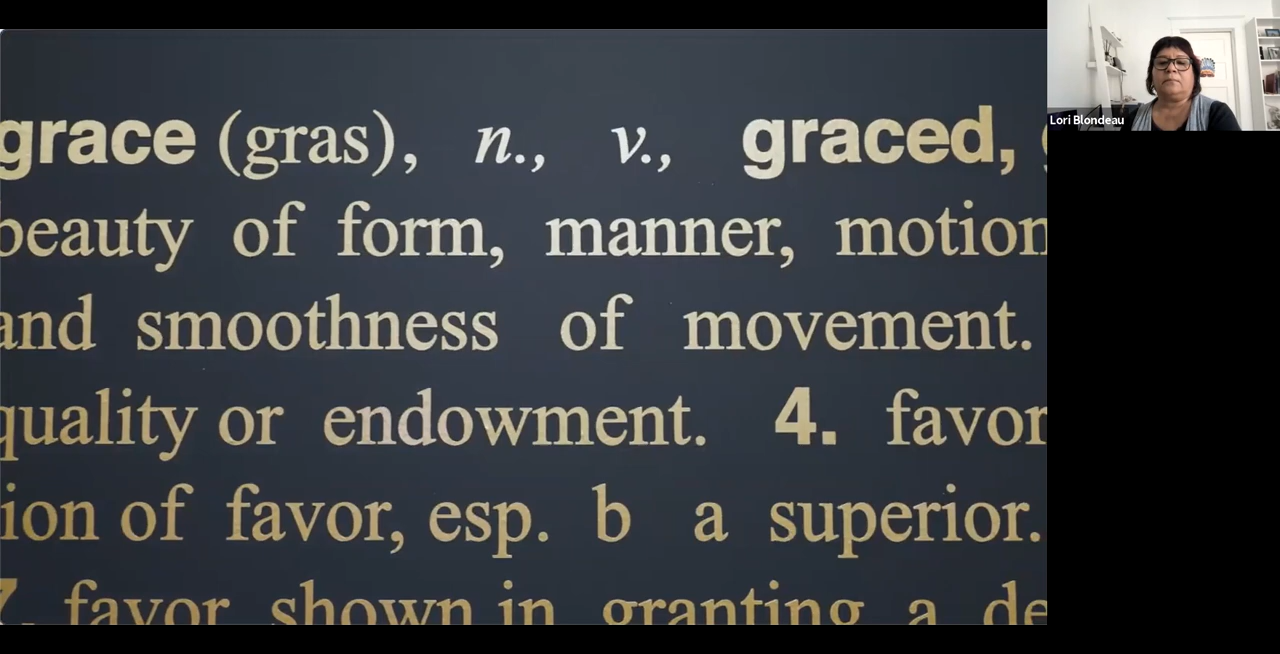 grace (gras), n., v., graced,
beauty of form, manner, motion
and smoothness of movement.
quality or endowment. 4. favor
ion of favor, esp. b a superior.
7. favor shown in granting a de
Lori Blondeau